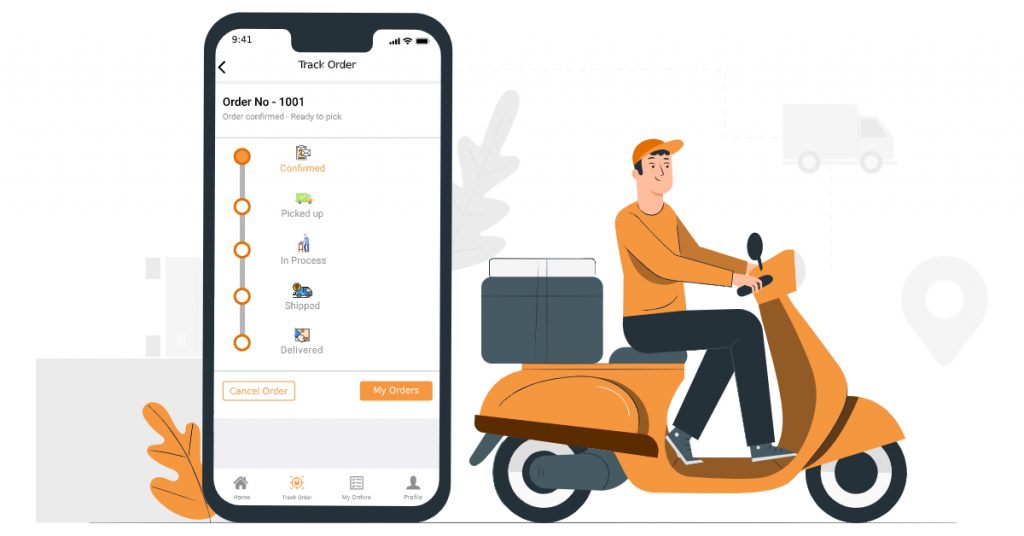 9:41
Track Order
Order No - 1001
Order confirmed - Ready to pick
Confirmed
Picked up
In Process
Shipped
Delivered
Cancel Order
My Orders
Home
Track Order
My Orders
Profile